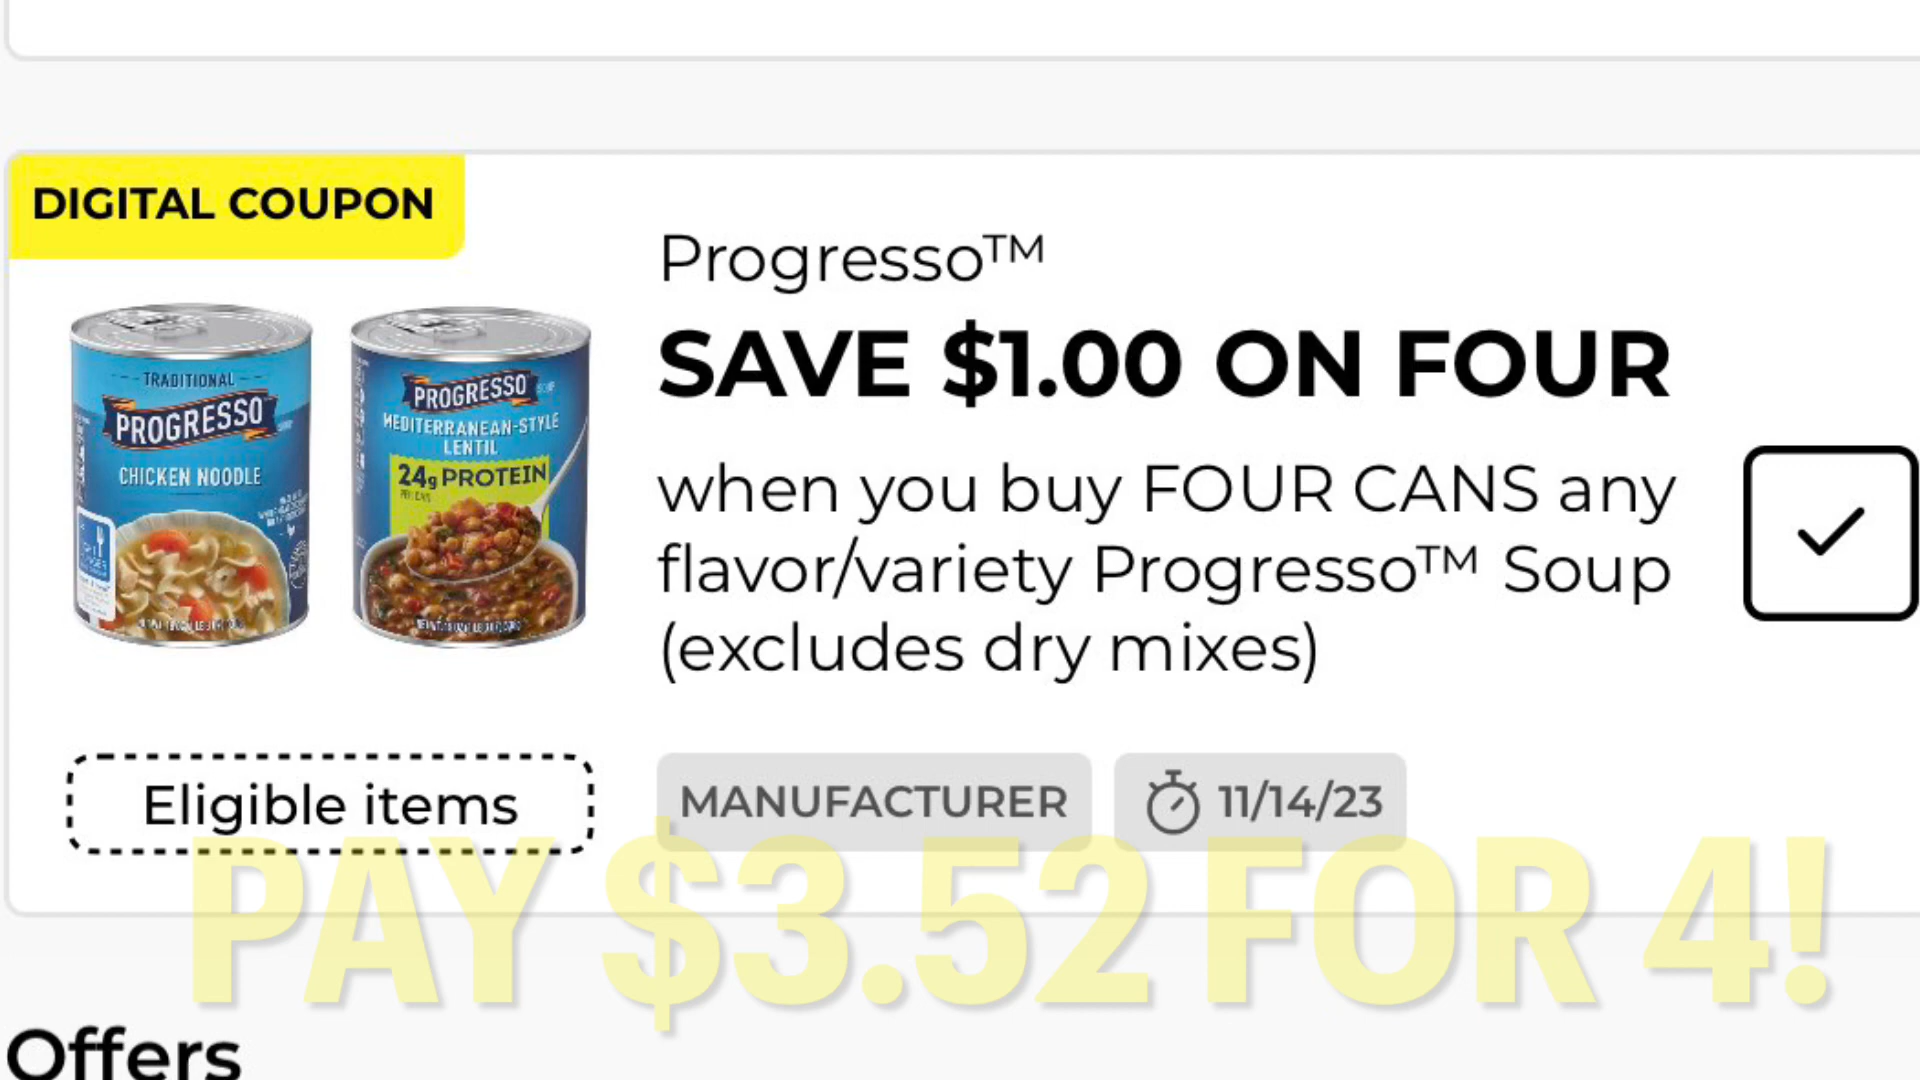 DIGITAL COUPON
Progresso™
SAVE $1.00 ON FOUR
when you buy FOUR CANS any
flavor/variety Progresso™ Soup
(excludes dry mixes)
TRADITIONAL
PROGRESSO
CHICKEN NOODLE
PROGRESSO
MEDITERRANEAN-STYLE
LENTIL
24g PROTEIN
Eligible items
MANUFACTURER
11/14/23
PAY $3.52 FOR 4!
Offers